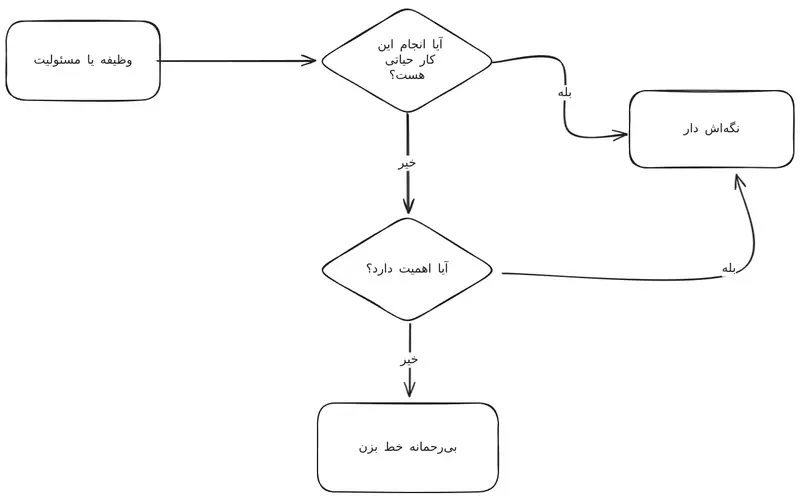 وظیفه یا مسئولیت
آیا انجام این
کار حیاتی
هست؟
بله
نگه‌اش دار
خیر
آیا اهمیت دارد؟
بله
خیر
بی‌رحمانه خط بزن